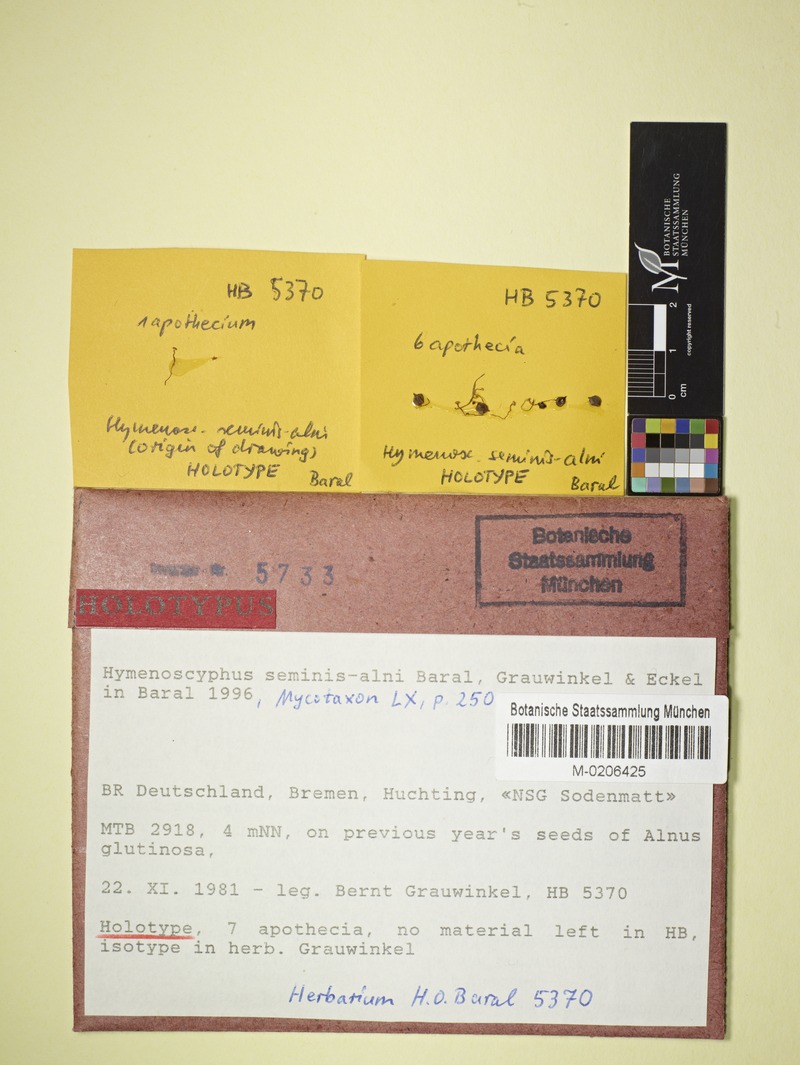 BOTANISCHE
STAATSSAMMLUNG
MÜNCHEN
copyright reserved
0 1 2
cm
HB 5370
1 apothecium
Hymenosc. seminis-alni
(origin of drawing)
HOLOTYPE
Baral
HB 5370
6 apothecia
Hymenosc. seminis-alni
HOLOTYPE
Baral
Botanische
Staatssammlung
München
5733
HOLOTYPUS
Hymenoscyphus seminis-alni Baral, Grauwinkel & Eckel
in Baral 1996, Mycotaxon LX, p. 250
Botanische Staatssammlung München
M-0206425
BR Deutschland, Bremen, Huchting, «NSG Sodenmatt»
MTB 2918, 4 mNN, on previous year's seeds of Alnus
glutinosa,
22. XI. 1981 - leg. Bernt Grauwinkel, HB 5370
Holotype, 7 apothecia, no material left in HB,
isotype in herb. Grauwinkel
Herbarium H.O. Baral 5370